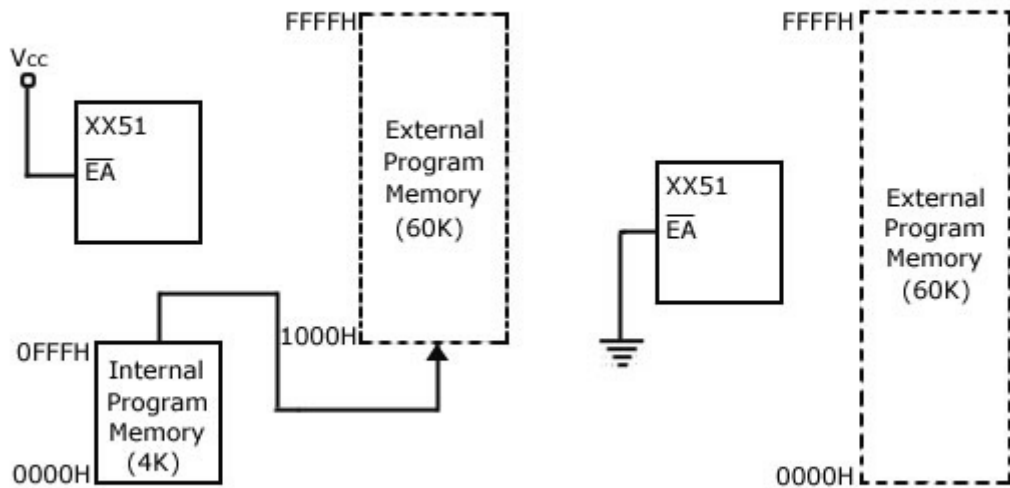 Vcc
XX51
EA
FFFFH
External
Program
Memory
(60K)
1000H
0FFFH
Internal
Program
Memory
(4K)
0000H
XX51
EA
FFFFH
External
Program
Memory
(60K)
0000H